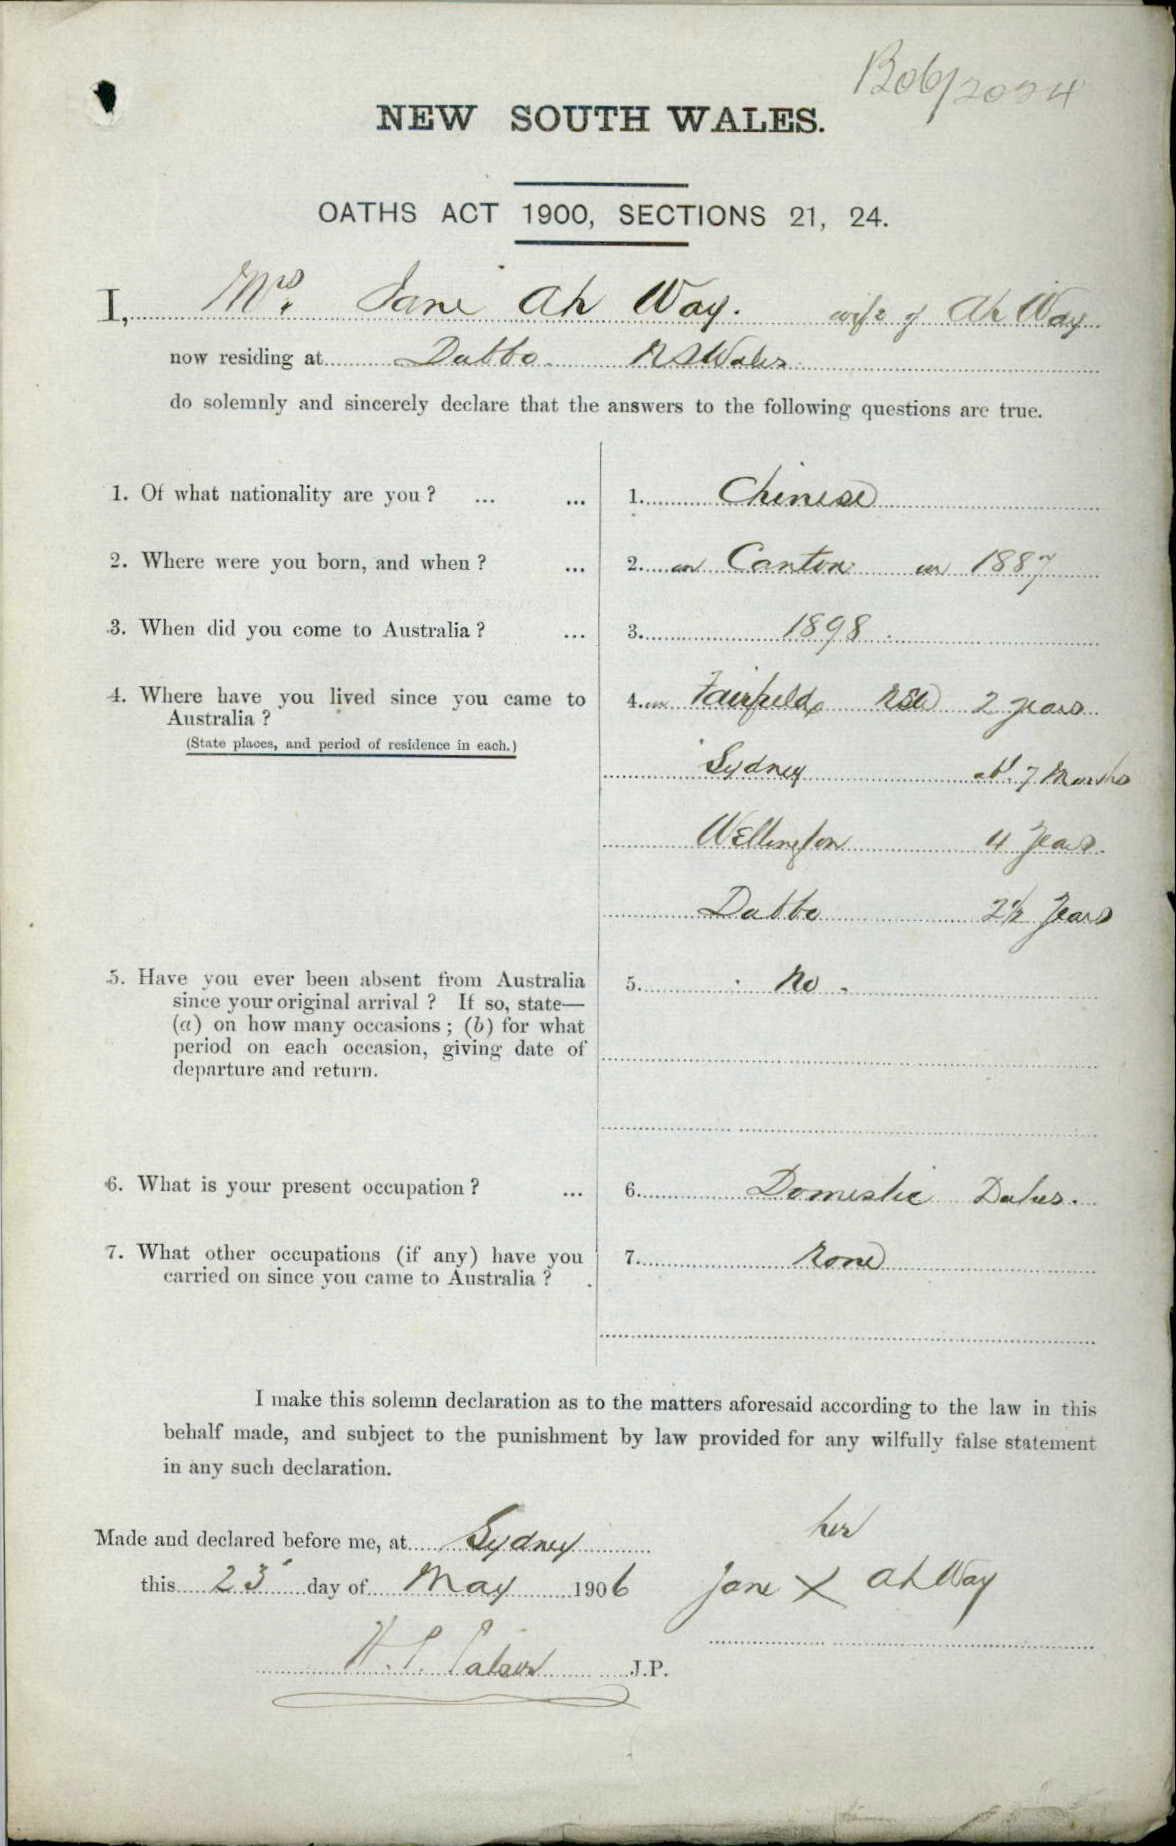 B06/2024
NEW SOUTH WALES.
OATHS ACT 1900, SECTIONS 21, 24.
I, Mrs. Jane Ah Way. wife of Ah Way
now residing at Dubbo. NSWales
do solemnly and sincerely declare that the answers to the following questions are true.
1. Of what nationality are you? ... ... 1. Chinese
2. Where were you born, and when? ... 2. in Canton in 1887
3. When did you come to Australia? ... 3. 1898.
4. Where have you lived since you came to 4. in Fairfield NSW 2 years
Australia?
(State places, and period of residence in each.)
Sydney abt. 7 Months
Wellington 4 Years.
Dubbo 2½ Years
5. Have you ever been absent from Australia 5. No.
since your original arrival? If so, state—
(a) on how many occasions; (b) for what
period on each occasion, giving date of
departure and return.
6. What is your present occupation? ... 6. Domestic Duties.
7. What other occupations (if any) have you 7. None
carried on since you came to Australia?
I make this solemn declaration as to the matters aforesaid according to the law in this
behalf made, and subject to the punishment by law provided for any wilfully false statement
in any such declaration.
her
Made and declared before me, at Sydney
this 23 day of May 1906 Jane X Ah Way
J.P.